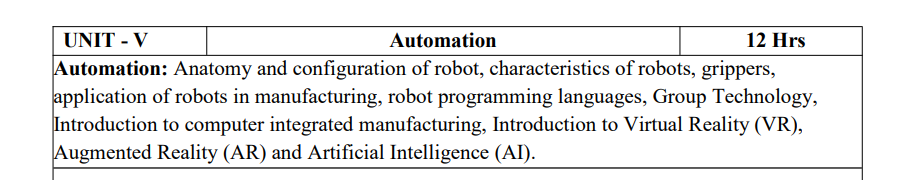 UNIT - V Automation 12 Hrs
Automation: Anatomy and configuration of robot, characteristics of robots, grippers,
application of robots in manufacturing, robot programming languages, Group Technology,
Introduction to computer integrated manufacturing, Introduction to Virtual Reality (VR),
Augmented Reality (AR) and Artificial Intelligence (AI).